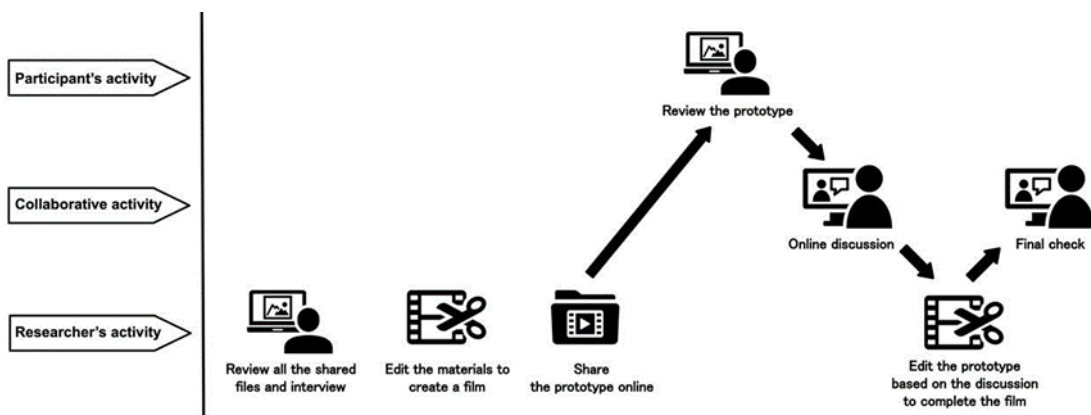 Participant's activity
Review the prototype
Collaborative activity
Online discussion
Final check
Researcher's activity
Review all the shared
files and interview
Edit the materials to
create a film
Share
the prototype online
Edit the prototype
based on the discussion
to complete the film